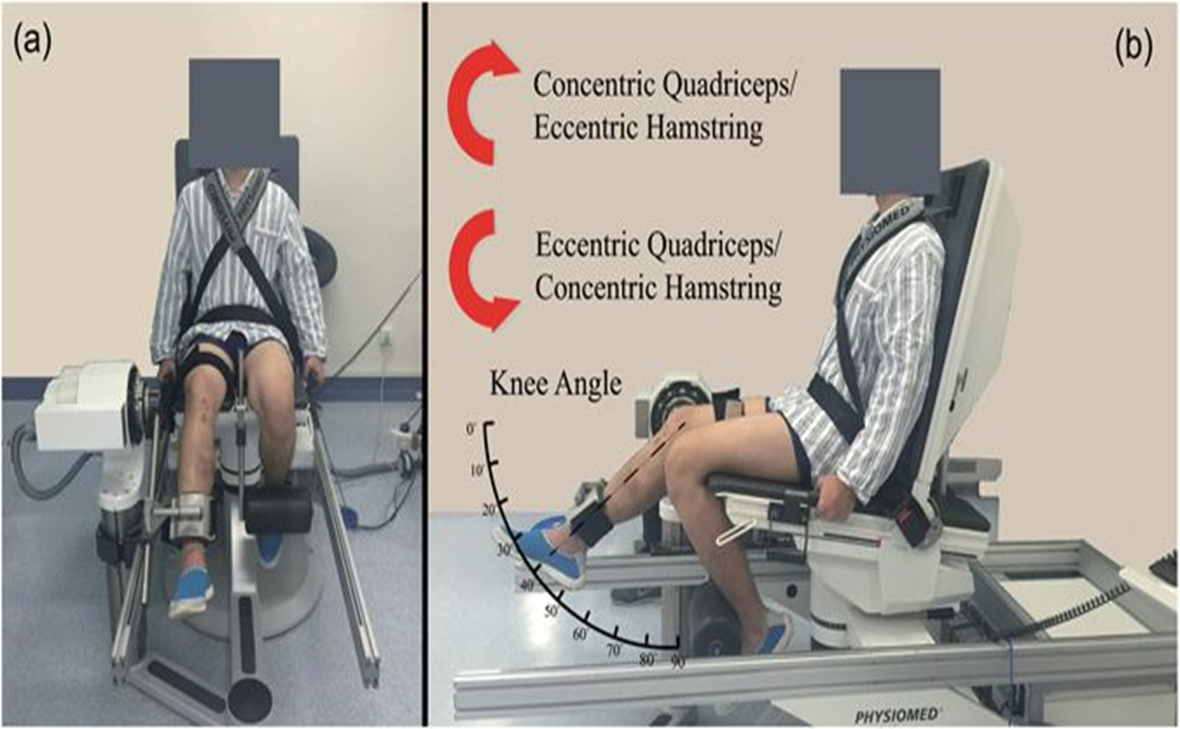 (a)
(b)
Concentric Quadriceps/
Eccentric Hamstring
Eccentric Quadriceps/
Concentric Hamstring
Knee Angle
0°
10°
20°
30°
40°
50°
60°
70°
80°
90
PHYSIOMED
PHYSIOMED